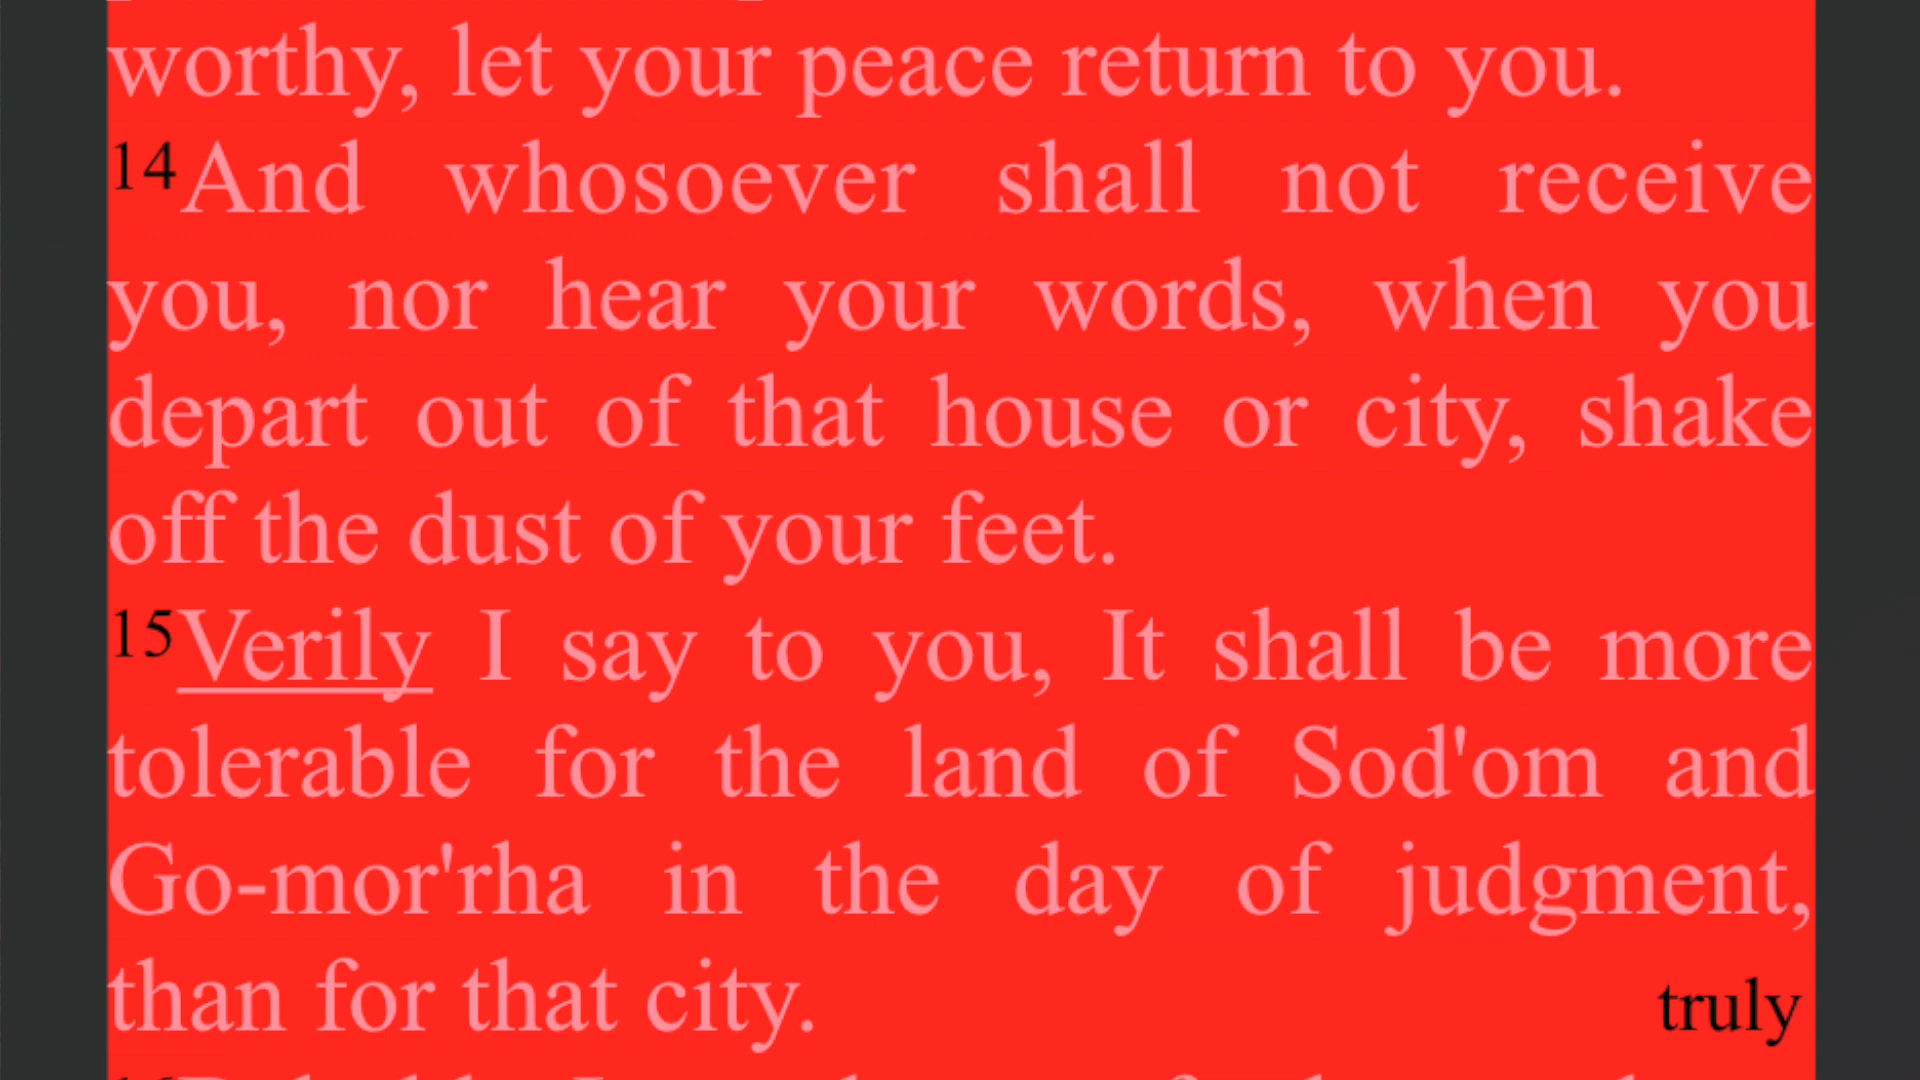 worthy, let your peace return to you.
14And whosoever shall not receive
you, nor hear your words, when you
depart out of that house or city, shake
off the dust of your feet.
15Verily I say to you, It shall be more
tolerable for the land of Sod'om and
Go-mor'rha in the day of judgment,
than for that city. truly